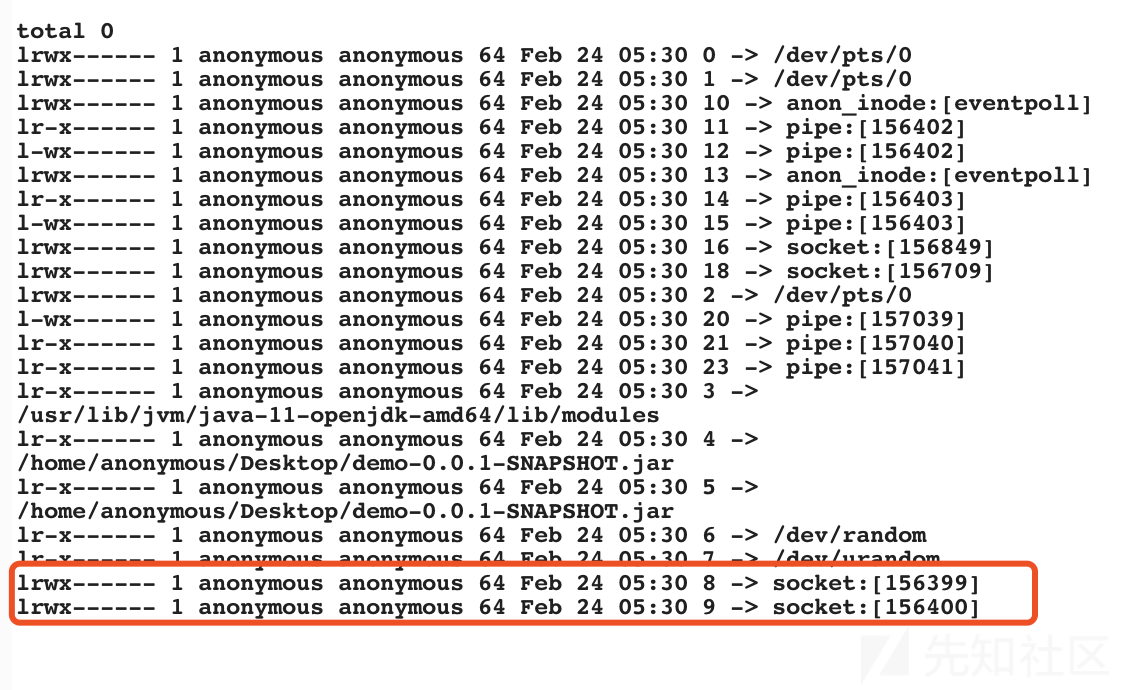 total 0
lrwx------ 1 anonymous anonymous 64 Feb 24 05:30 0 -> /dev/pts/0
lrwx------ 1 anonymous anonymous 64 Feb 24 05:30 1 -> /dev/pts/0
lrwx------ 1 anonymous anonymous 64 Feb 24 05:30 10 -> anon_inode:[eventpoll]
lr-x------ 1 anonymous anonymous 64 Feb 24 05:30 11 -> pipe:[156402]
l-wx------ 1 anonymous anonymous 64 Feb 24 05:30 12 -> pipe:[156402]
lrwx------ 1 anonymous anonymous 64 Feb 24 05:30 13 -> anon_inode:[eventpoll]
lr-x------ 1 anonymous anonymous 64 Feb 24 05:30 14 -> pipe:[156403]
l-wx------ 1 anonymous anonymous 64 Feb 24 05:30 15 -> pipe:[156403]
lrwx------ 1 anonymous anonymous 64 Feb 24 05:30 16 -> socket:[156849]
lrwx------ 1 anonymous anonymous 64 Feb 24 05:30 18 -> socket:[156709]
lrwx------ 1 anonymous anonymous 64 Feb 24 05:30 2 -> /dev/pts/0
l-wx------ 1 anonymous anonymous 64 Feb 24 05:30 20 -> pipe:[157039]
lr-x------ 1 anonymous anonymous 64 Feb 24 05:30 21 -> pipe:[157040]
lr-x------ 1 anonymous anonymous 64 Feb 24 05:30 23 -> pipe:[157041]
lr-x------ 1 anonymous anonymous 64 Feb 24 05:30 3 ->
/usr/lib/jvm/java-11-openjdk-amd64/lib/modules
lr-x------ 1 anonymous anonymous 64 Feb 24 05:30 4 ->
/home/anonymous/Desktop/demo-0.0.1-SNAPSHOT.jar
lr-x------ 1 anonymous anonymous 64 Feb 24 05:30 5 ->
/home/anonymous/Desktop/demo-0.0.1-SNAPSHOT.jar
lr-x------ 1 anonymous anonymous 64 Feb 24 05:30 6 -> /dev/random
lr-x------ 1 anonymous anonymous 64 Feb 24 05:30 7 -> /dev/urandom
lrwx------ 1 anonymous anonymous 64 Feb 24 05:30 8 -> socket:[156399]
lrwx------ 1 anonymous anonymous 64 Feb 24 05:30 9 -> socket:[156400]
先知社区